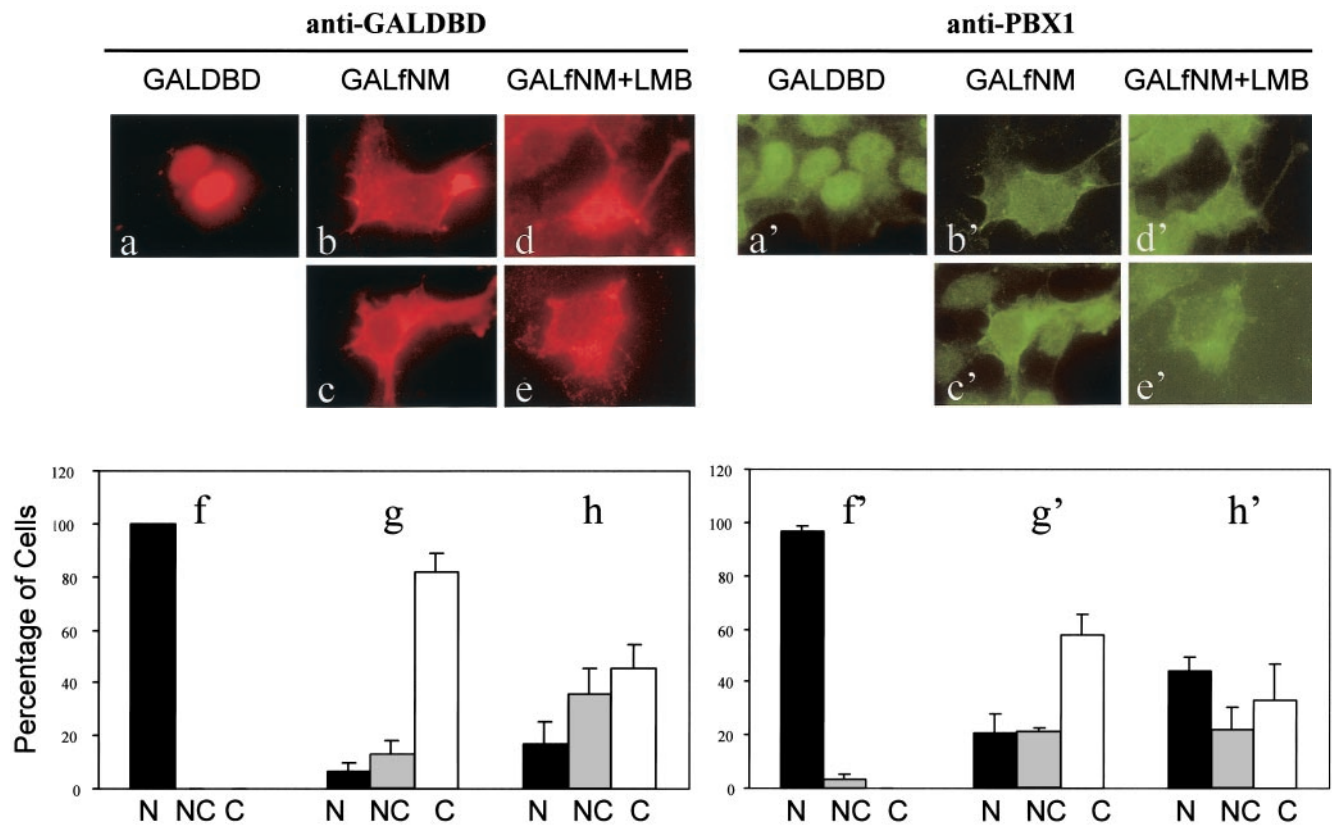 anti-GALDBD
anti-PBX1
GALDBD GALfNM GALfNM+LMB
GALDBD GALfNM GALfNM+LMB
a b d
a’ b’ d’
c e
c’ e’
Percentage of Cells
120
100
80
60
40
20
0
f g h
N NC C N NC C N NC C
120
100
80
60
40
20
0
f’ g’ h’
N NC C N NC C N NC C